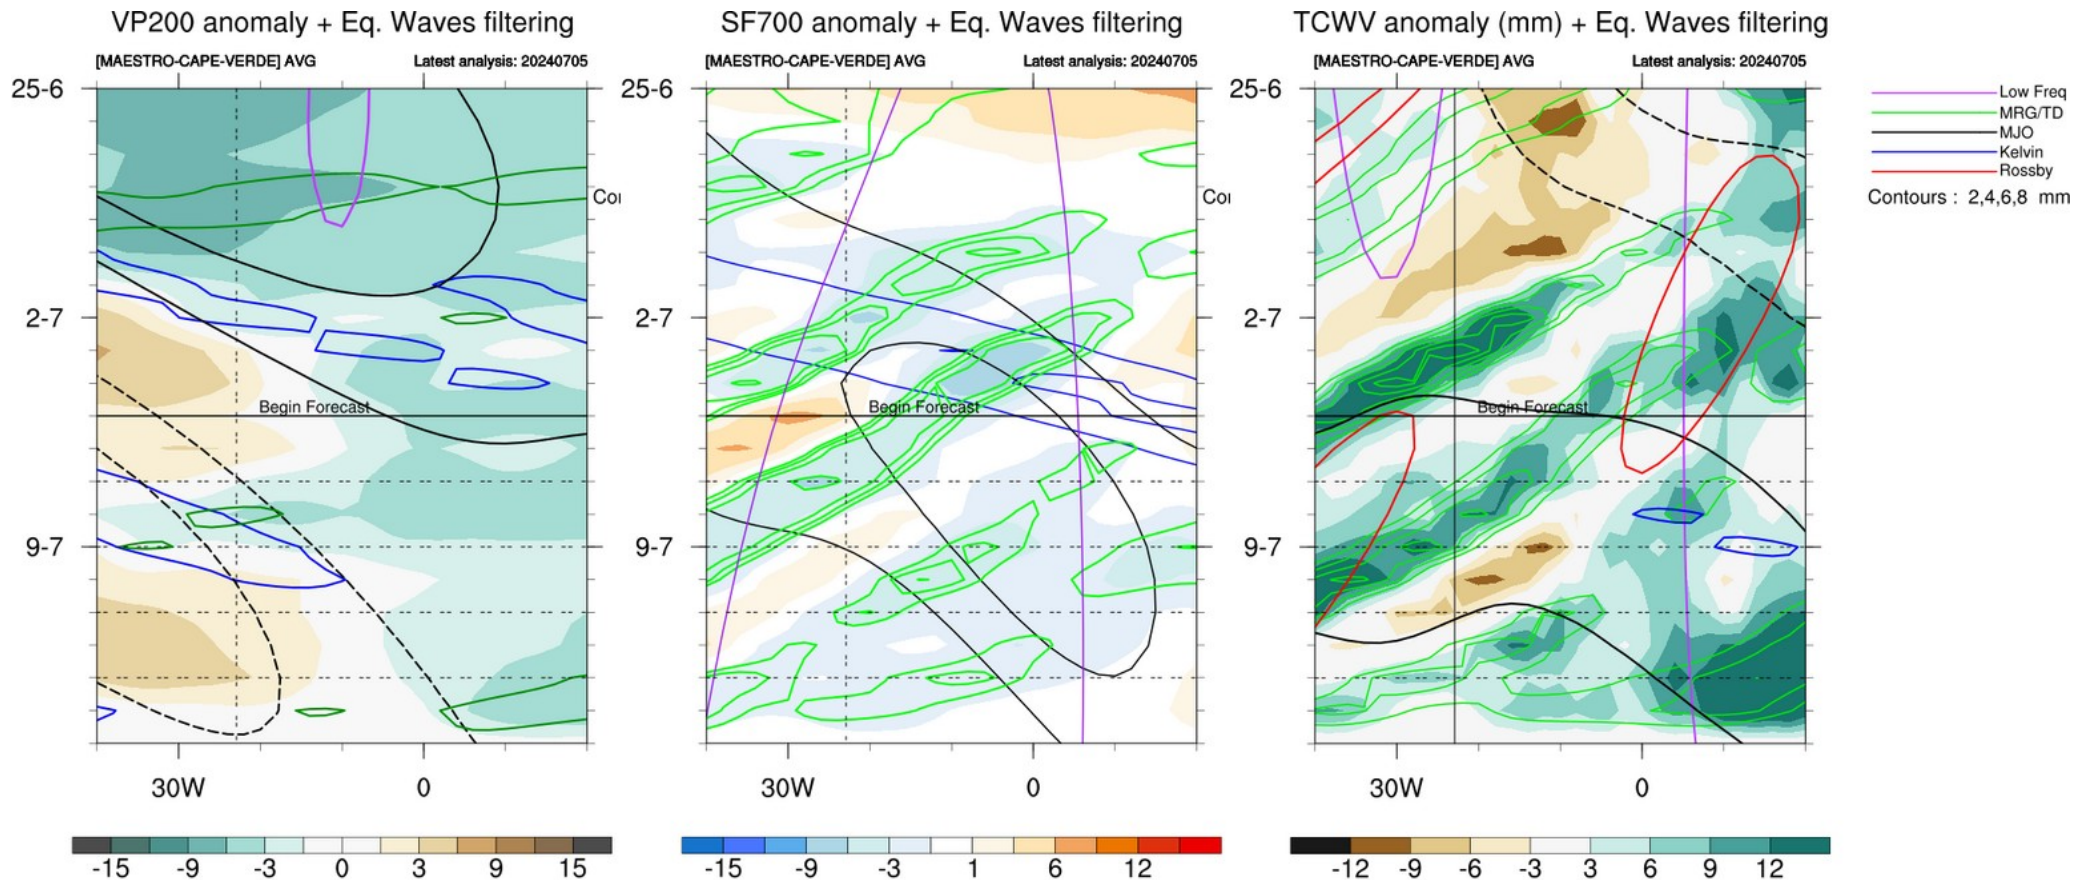 VP200 anomaly + Eq. Waves filtering
[MAESTRO-CAPE-VERDE] AVG Latest analysis: 20240705
25-6
2-7
9-7
Begin Forecast
Coı
30W 0
-15 -9 -3 0 3 9 15
SF700 anomaly + Eq. Waves filtering
[MAESTRO-CAPE-VERDE] AVG Latest analysis: 20240705
25-6
2-7
9-7
Begin Forecast
Coı
30W 0
-15 -9 -3 1 6 12
TCWV anomaly (mm) + Eq. Waves filtering
[MAESTRO-CAPE-VERDE] AVG Latest analysis: 20240705
25-6
2-7
9-7
Begin Forecast
30W 0
-12 -9 -6 -3 3 6 9 12
Low Freq
MRG/TD
MJO
Kelvin
Rossby
Contours : 2,4,6,8 mm